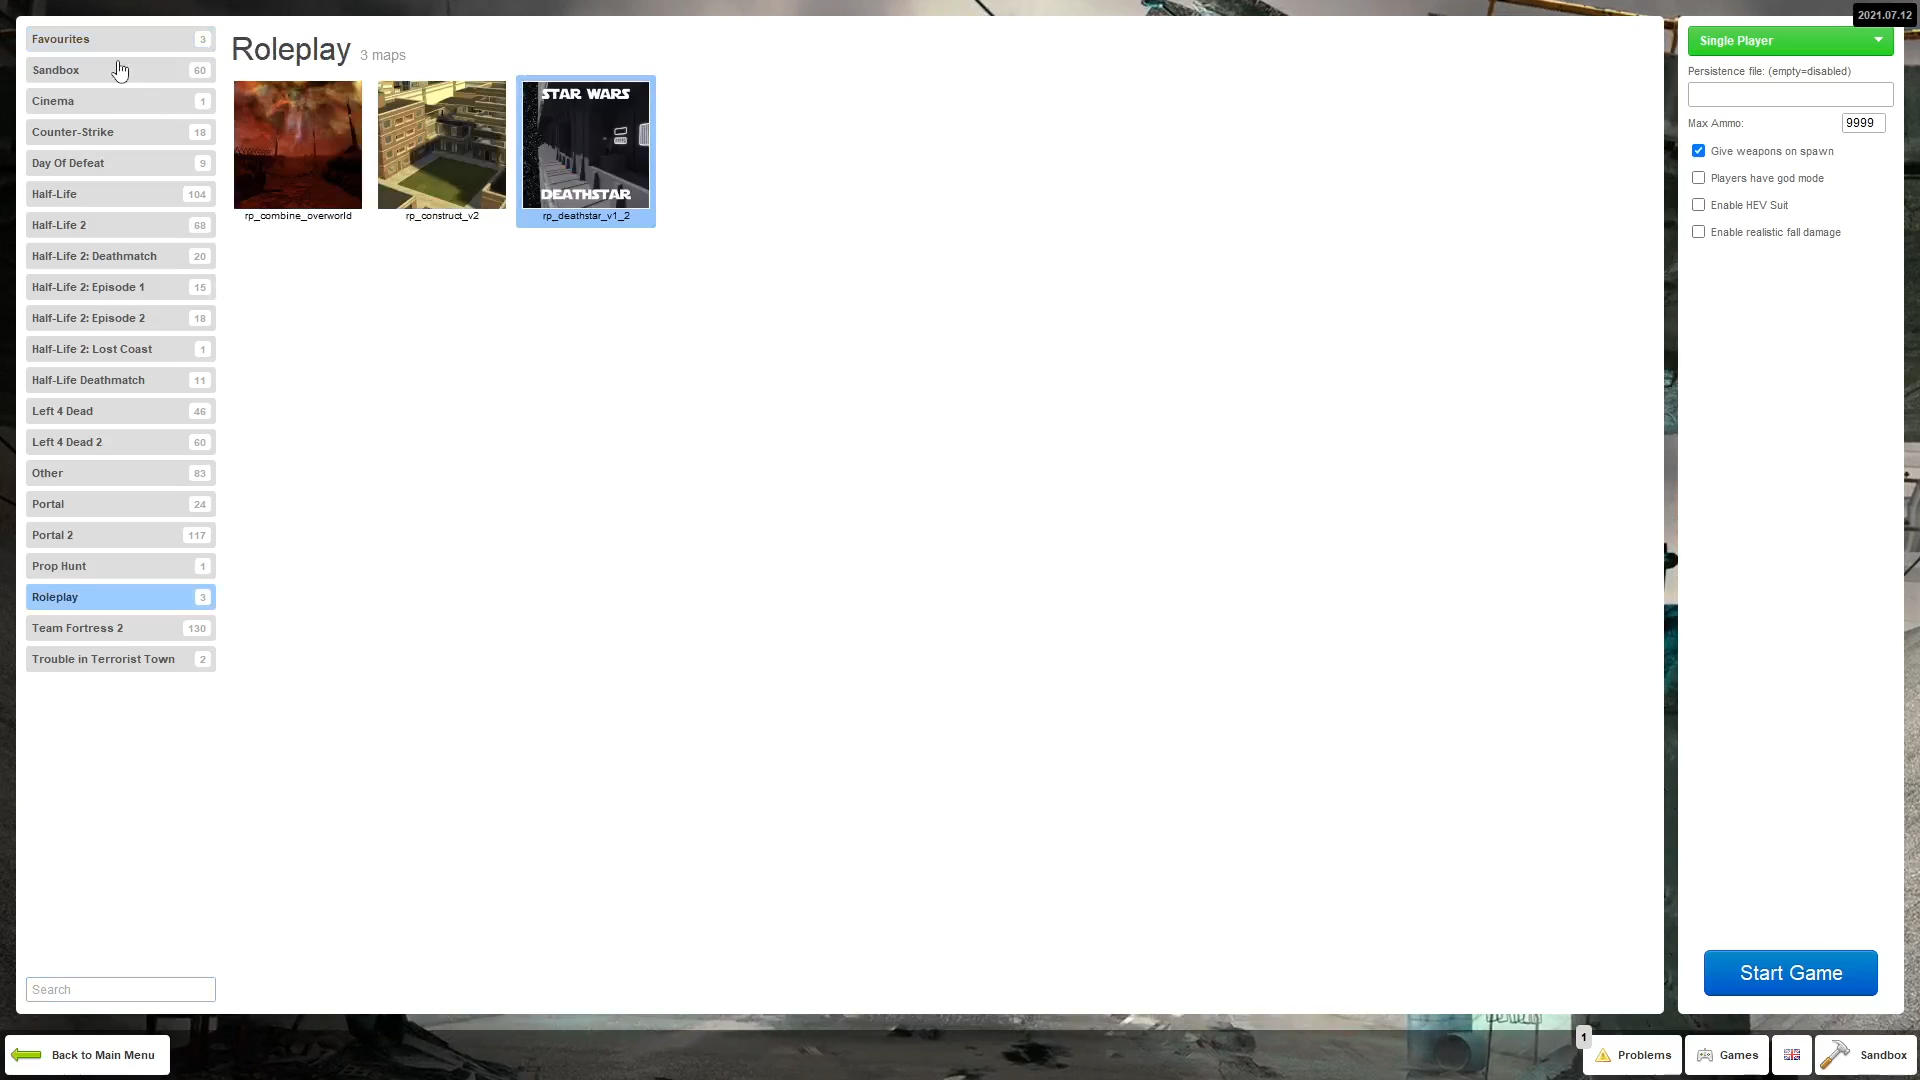 2021.07.12
Favourites 3
Sandbox 60
Cinema 1
Counter-Strike 18
Day Of Defeat 9
Half-Life 104
Half-Life 2 68
Half-Life 2: Deathmatch 20
Half-Life 2: Episode 1 15
Half-Life 2: Episode 2 18
Half-Life 2: Lost Coast 1
Half-Life Deathmatch 11
Left 4 Dead 46
Left 4 Dead 2 60
Other 83
Portal 24
Portal 2 117
Prop Hunt 1
Roleplay 3
Team Fortress 2 130
Trouble in Terrorist Town 2
Search
Roleplay 3 maps
STAR WARS
DEATHSTAR
rp_combine_overworld
rp_construct_v2
rp_deathstar_v1_2
Single Player
Persistence file: (empty=disabled)
Max Ammo: 9999
Give weapons on spawn
Players have god mode
Enable HEV Suit
Enable realistic fall damage
Start Game
Back to Main Menu
1
Problems
Games
Sandbox